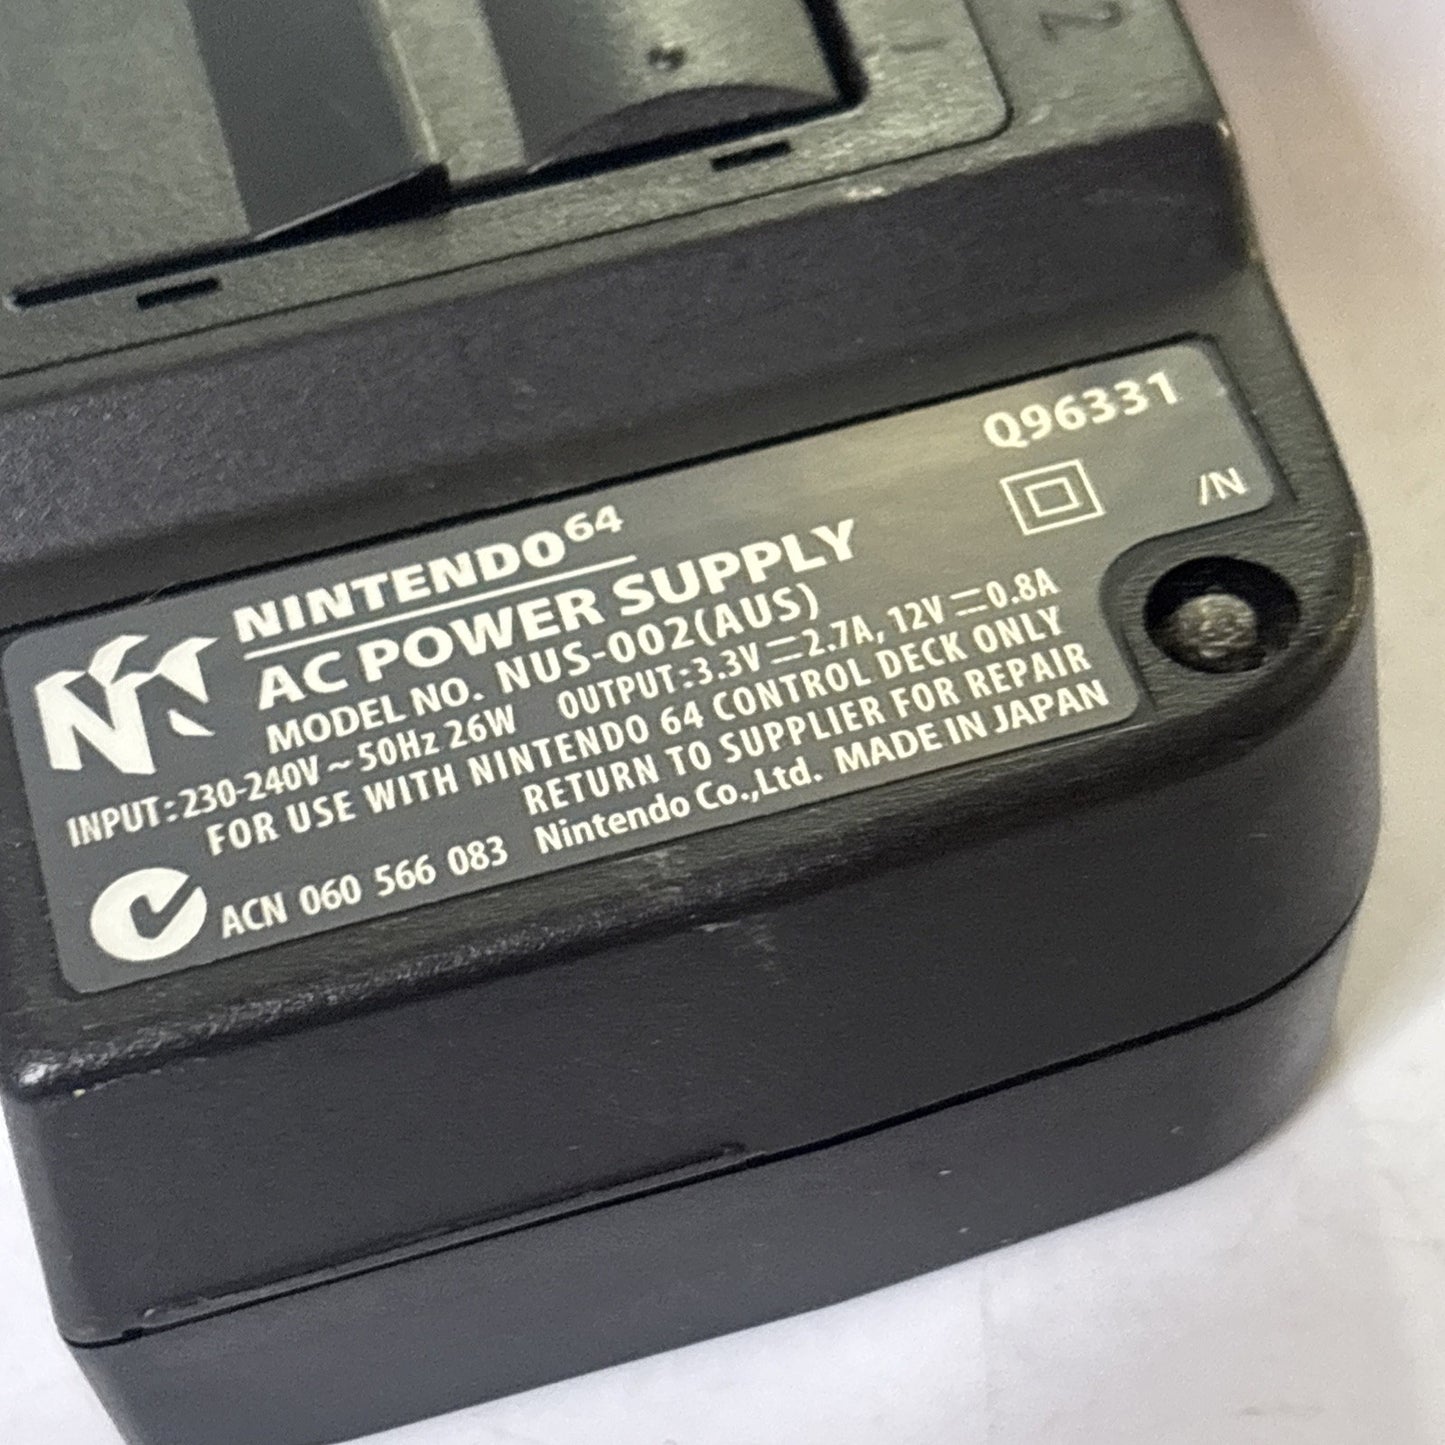 1 2
Q96331
/N
NINTENDO64
AC POWER SUPPLY
MODEL NO. NUS-002(AUS)
INPUT:230-240V~50Hz 26W OUTPUT:3.3V⎓2.7A, 12V⎓0.8A
FOR USE WITH NINTENDO 64 CONTROL DECK ONLY
RETURN TO SUPPLIER FOR REPAIR
ACN 060 566 083 Nintendo Co.,Ltd. MADE IN JAPAN